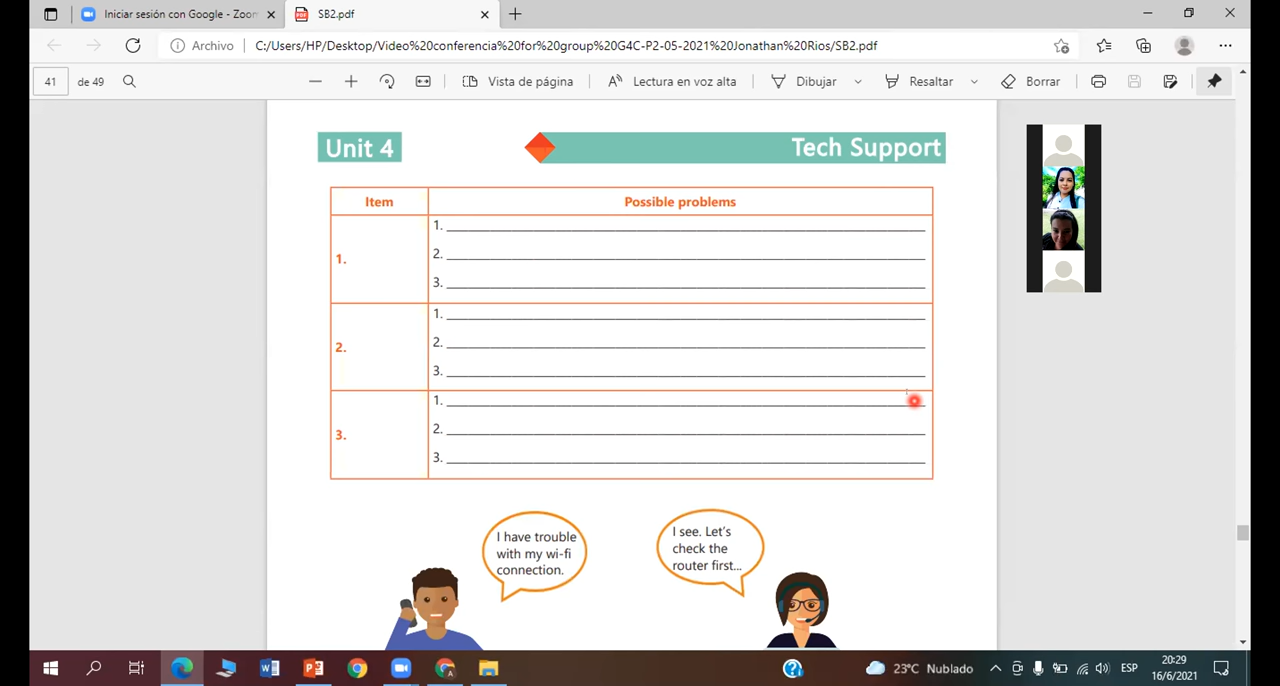 Iniciar sesión con Google - Zoom
SB2.pdf
Archivo
C:/Users/HP/Desktop/Video%20conferencia%20for%20group%20G4C-P2-05-2021%20Jonathan%20Rios/SB2.pdf
41 de 49
Vista de página
Lectura en voz alta
Dibujar
Resaltar
Borrar
Unit 4
Tech Support
Item
Possible problems
1.
1.
2.
3.
2.
1.
2.
3.
3.
1.
2.
3.
I have trouble
with my wi-fi
connection.
I see. Let's
check the
router first...
23°C Nublado
ESP
20:29
16/6/2021